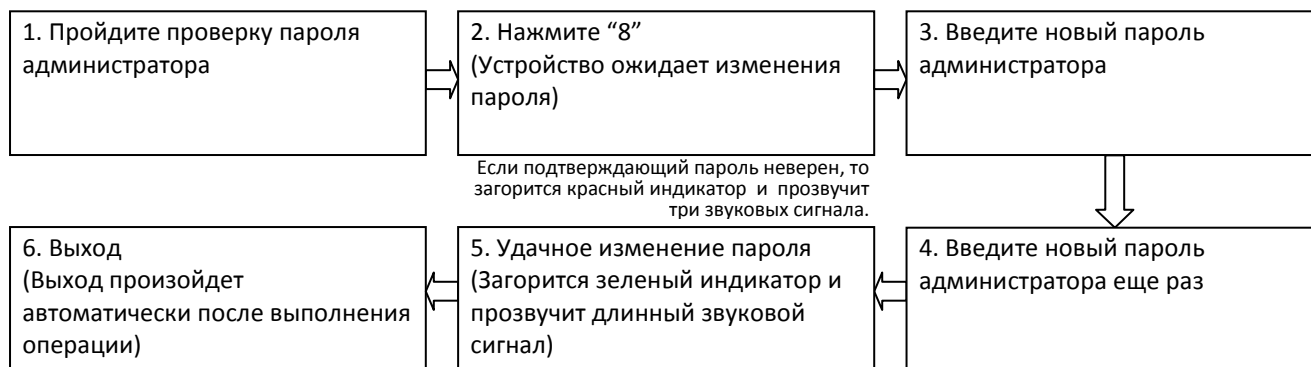 1. Пройдите проверку пароля
администратора
2. Нажмите “8”
(Устройство ожидает изменения
пароля)
3. Введите новый пароль
администратора
Если подтверждающий пароль неверен, то
загорится красный индикатор и прозвучит
три звуковых сигнала.
4. Введите новый пароль
администратора еще раз
5. Удачное изменение пароля
(Загорится зеленый индикатор и
прозвучит длинный звуковой
сигнал)
6. Выход
(Выход произойдет
автоматически после выполнения
операции)